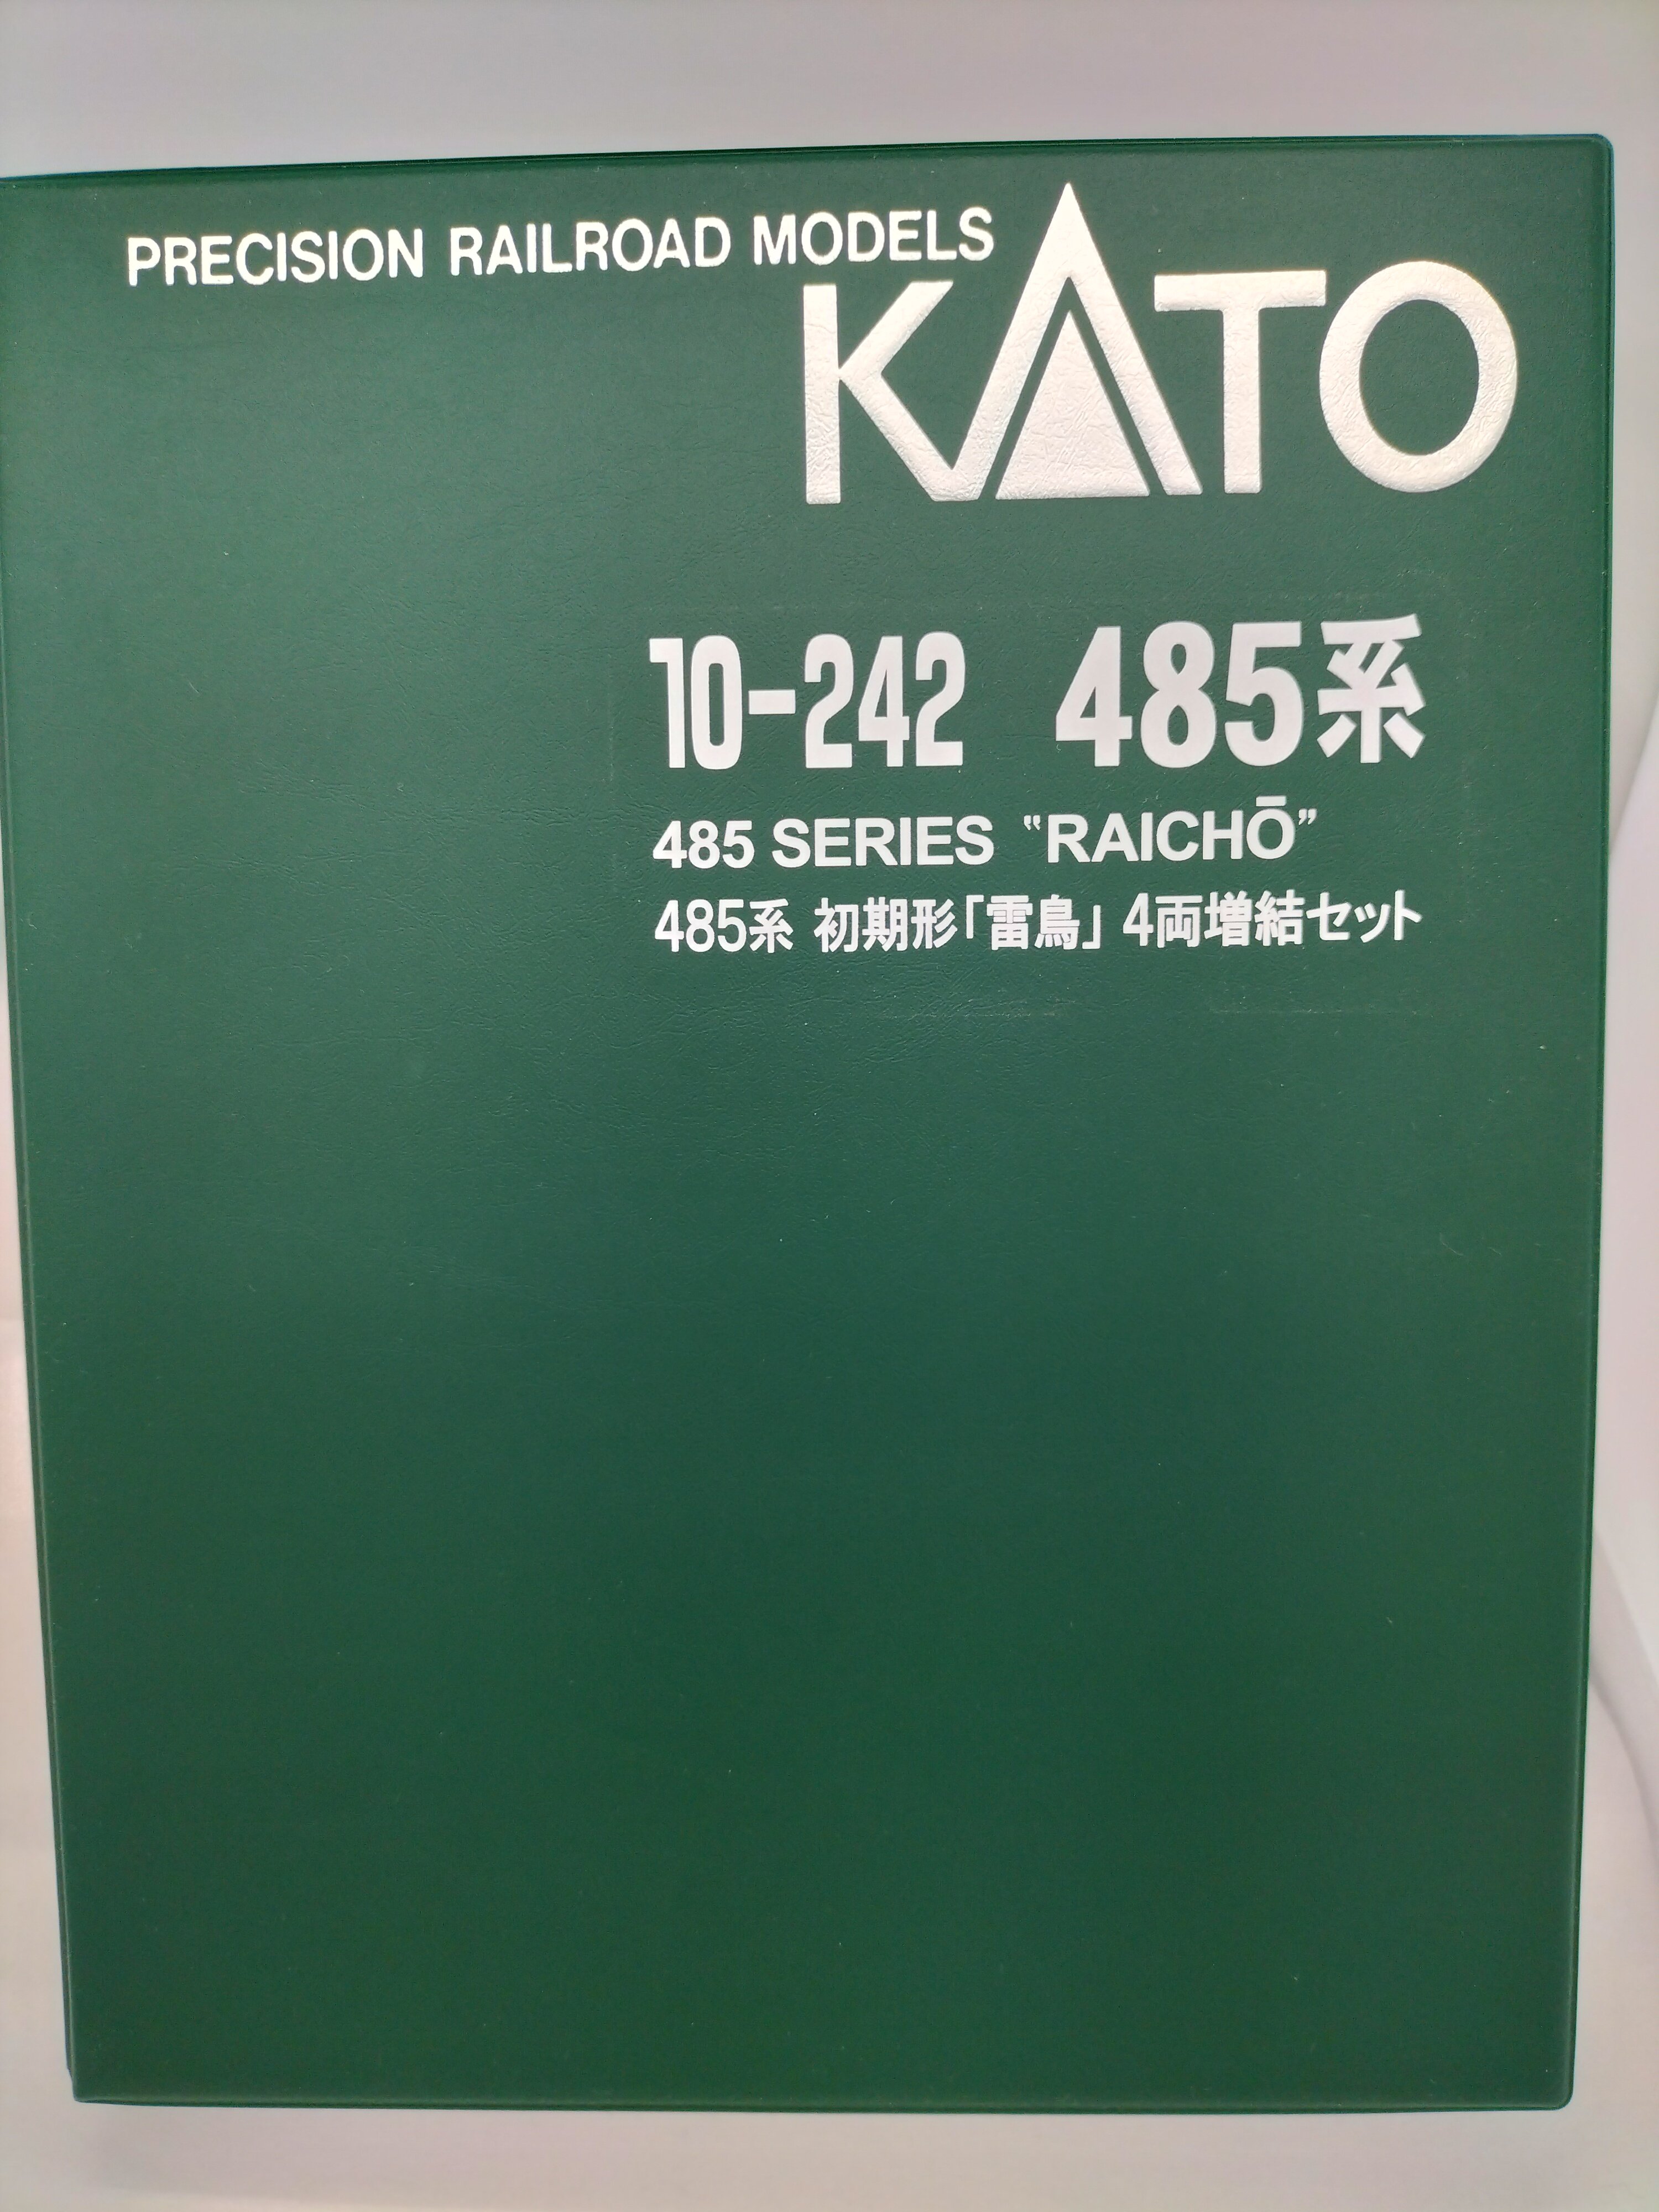 PRECISION RAILROAD MODELS
KATO
10-242 485系
485 SERIES “RAICHŌ”
485系 初期形「雷鳥」 4両増結セット